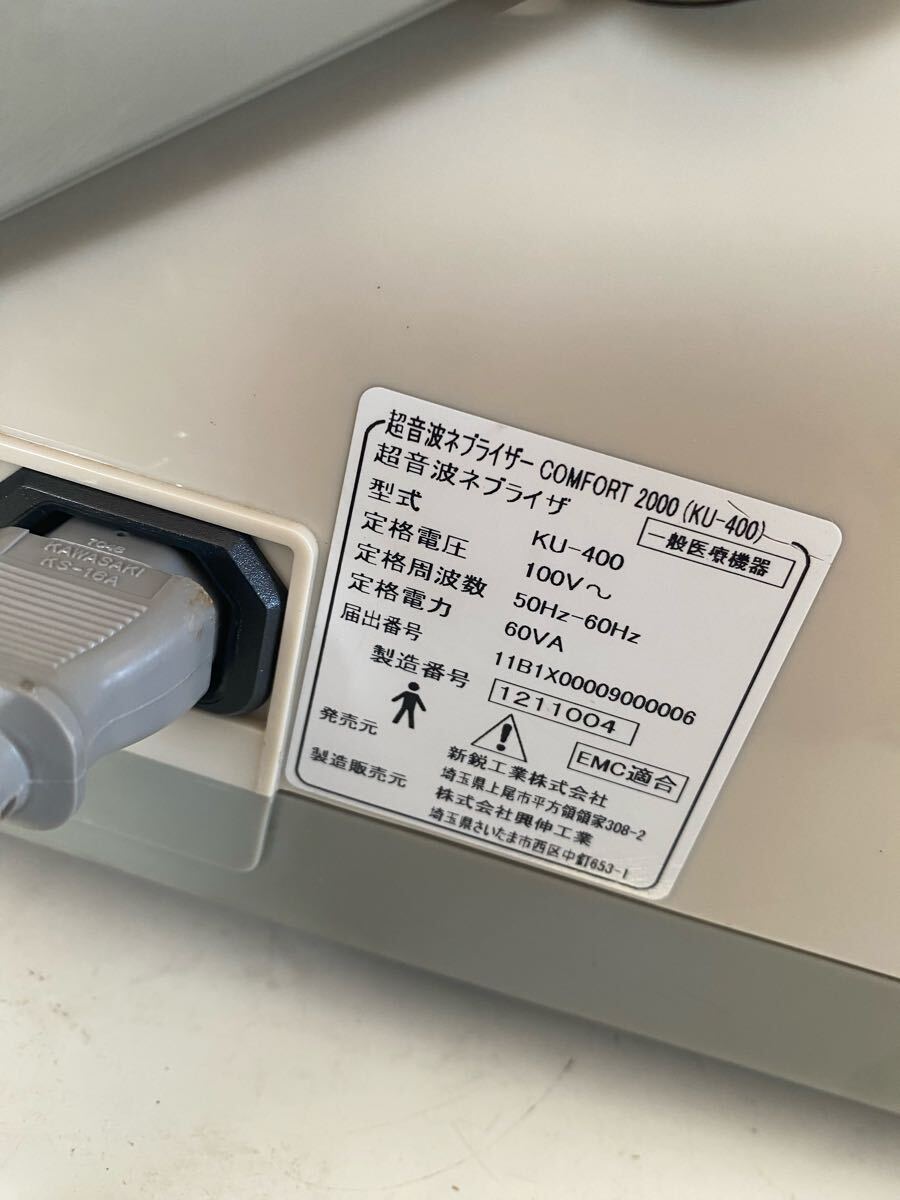 超音波ネブライザー COMFORT 2000 (KU-400)
超音波ネブライザ 一般医療機器
型式 KU-400
定格電圧 100V～
定格周波数 50Hz-60Hz
定格電力 60VA
届出番号 11B1X00009000006
製造番号 1211004
EMC適合
発売元 新鋭工業株式会社
埼玉県上尾市平方領領家308-2
製造販売元 株式会社興伸工業
埼玉県さいたま市西区中釘653-1
KAWASAKI
KS-16A